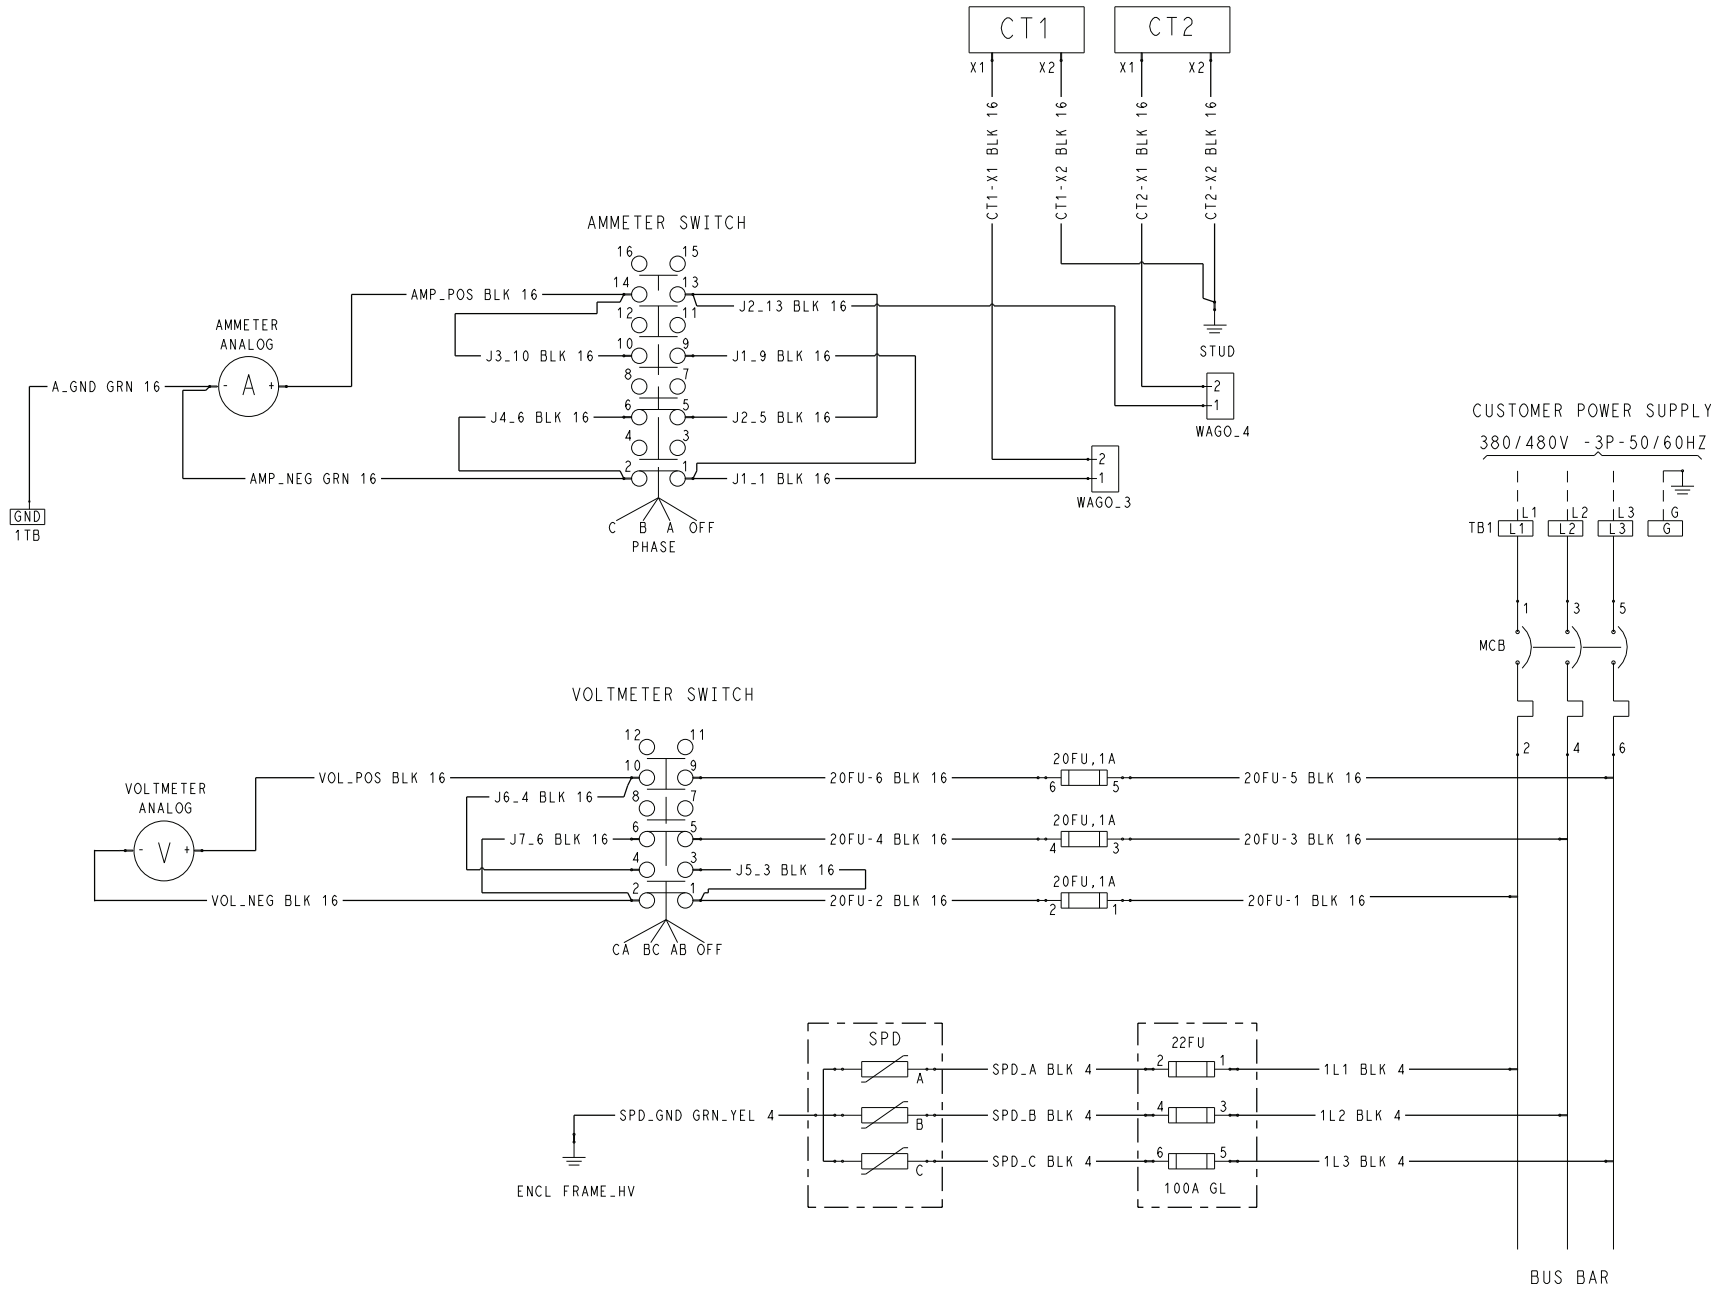 CT1
CT2
X1
X2
X1
X2
CT1-X1 BLK 16
CT1-X2 BLK 16
CT2-X1 BLK 16
CT2-X2 BLK 16
STUD
2
1
WAGO_4
2
1
WAGO_3
AMMETER SWITCH
16
15
14
13
12
11
10
9
8
7
6
5
4
3
2
1
AMP_POS BLK 16
J2_13 BLK 16
J3_10 BLK 16
J1_9 BLK 16
J4_6 BLK 16
J2_5 BLK 16
AMP_NEG GRN 16
J1_1 BLK 16
C B A OFF
PHASE
AMMETER
ANALOG
- A +
A_GND GRN 16
GND
1TB
CUSTOMER POWER SUPPLY
380/480V -3P-50/60HZ
L1
L2
L3
G
TB1
L1
L2
L3
G
1
3
5
MCB
2
4
6
VOLTMETER SWITCH
12
11
10
9
8
7
6
5
4
3
2
1
VOL_POS BLK 16
J6_4 BLK 16
J7_6 BLK 16
J5_3 BLK 16
VOL_NEG BLK 16
CA BC AB OFF
VOLTMETER
ANALOG
- V +
20FU-6 BLK 16
20FU,1A
6
5
20FU-5 BLK 16
20FU-4 BLK 16
20FU,1A
4
3
20FU-3 BLK 16
20FU-2 BLK 16
20FU,1A
2
1
20FU-1 BLK 16
SPD
A
B
C
SPD_GND GRN_YEL 4
ENCL FRAME_HV
SPD_A BLK 4
SPD_B BLK 4
SPD_C BLK 4
22FU
2
1
4
3
6
5
100A GL
1L1 BLK 4
1L2 BLK 4
1L3 BLK 4
BUS BAR